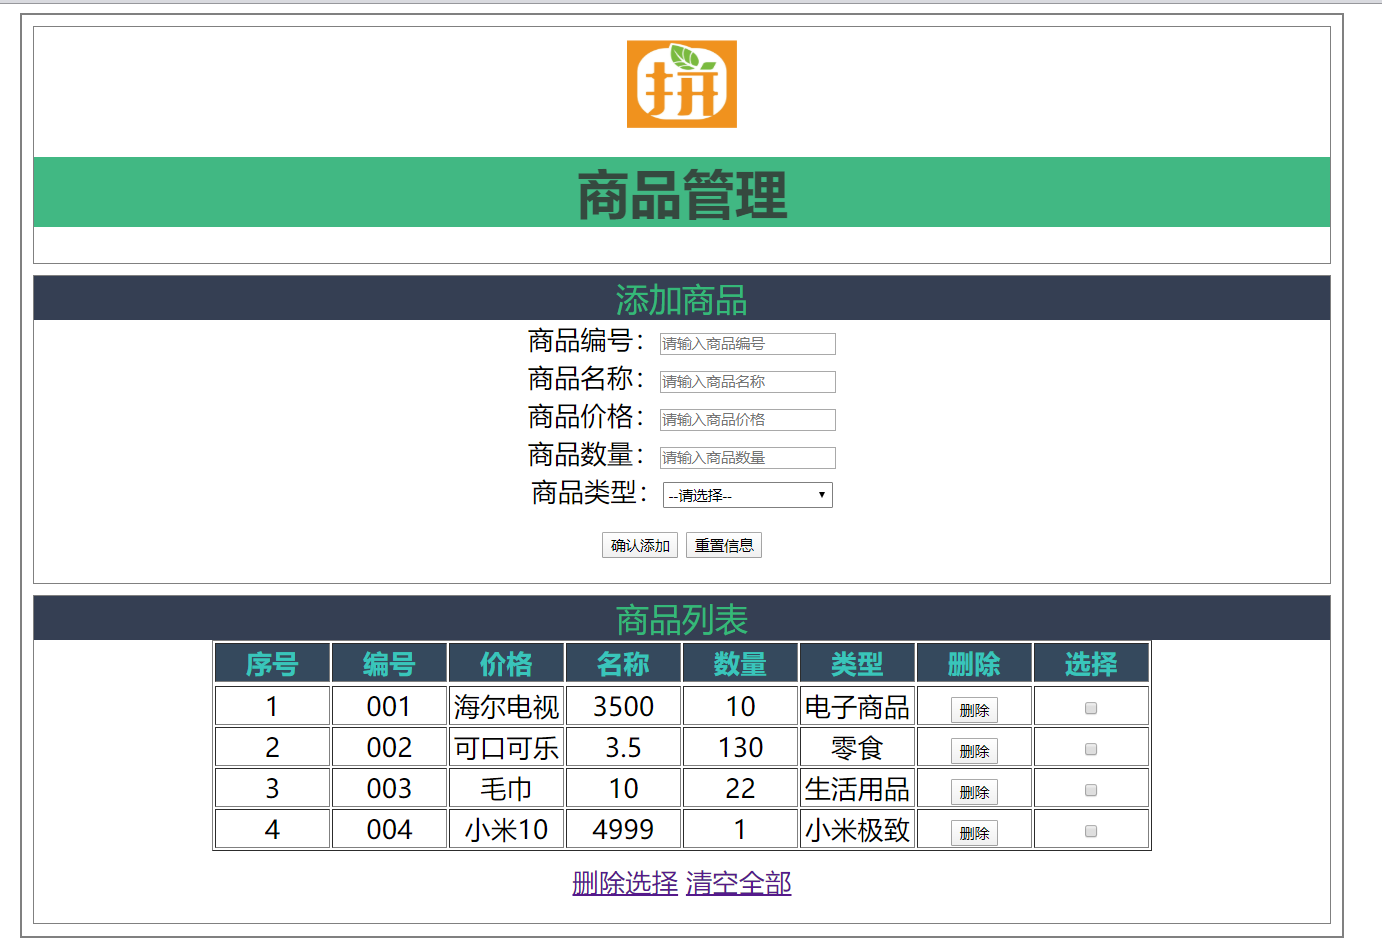 拼
商品管理
添加商品
商品编号：请输入商品编号
商品名称：请输入商品名称
商品价格：请输入商品价格
商品数量：请输入商品数量
商品类型：--请选择--
确认添加 重置信息
商品列表
序号 编号 价格 名称 数量 类型 删除 选择
1 001 海尔电视 3500 10 电子商品 删除
2 002 可口可乐 3.5 130 零食 删除
3 003 毛巾 10 22 生活用品 删除
4 004 小米10 4999 1 小米极致 删除
删除选择 清空全部